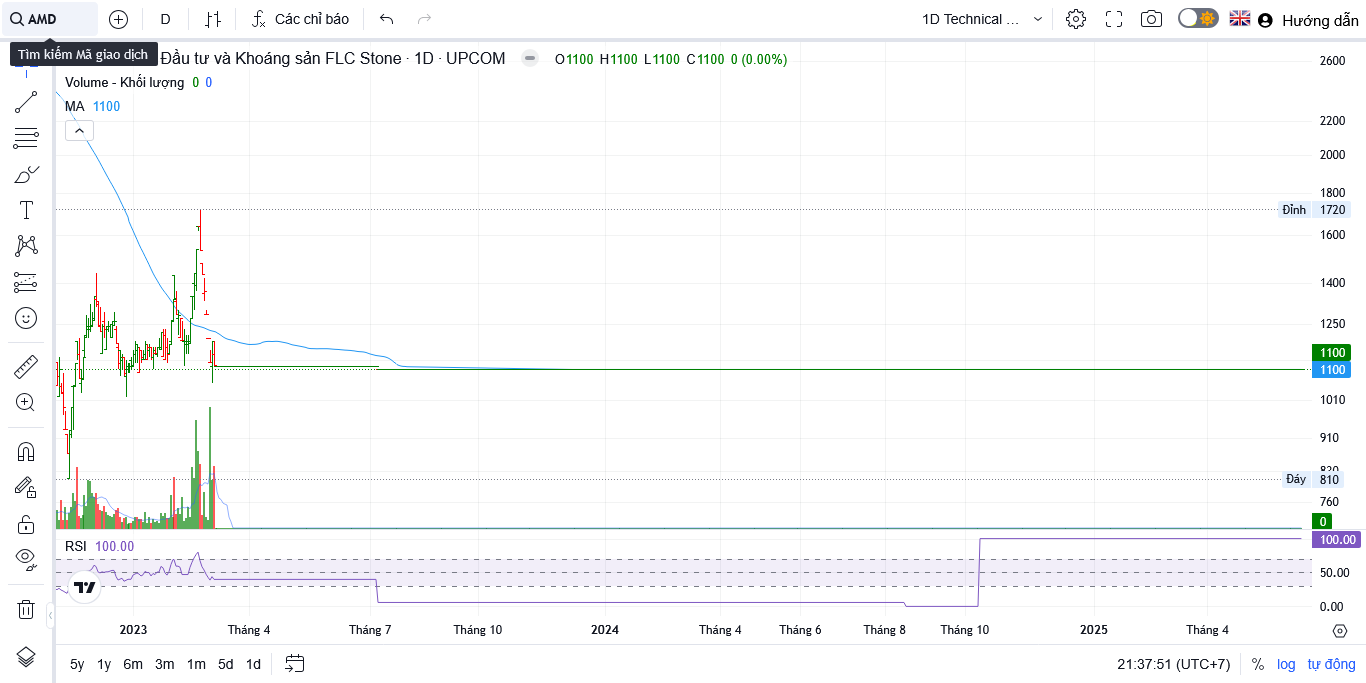 AMD
D
Các chỉ báo
1D Technical ...
Hướng dẫn
Tìm kiếm Mã giao dịch
Đầu tư và Khoáng sản FLC Stone · 1D · UPCOM
O1100 H1100 L1100 C1100 0 (0.00%)
Volume - Khối lượng 0 0
MA 1100
2600
2200
2000
1800
Đỉnh 1720
1600
1400
1250
1100
1100
1010
910
820
Đáy 810
760
0
RSI 100.00
100.00
50.00
0.00
2023 Tháng 4 Tháng 7 Tháng 10 2024 Tháng 4 Tháng 6 Tháng 8 Tháng 10 2025 Tháng 4
5y 1y 6m 3m 1m 5d 1d
21:37:51 (UTC+7) % log tự động